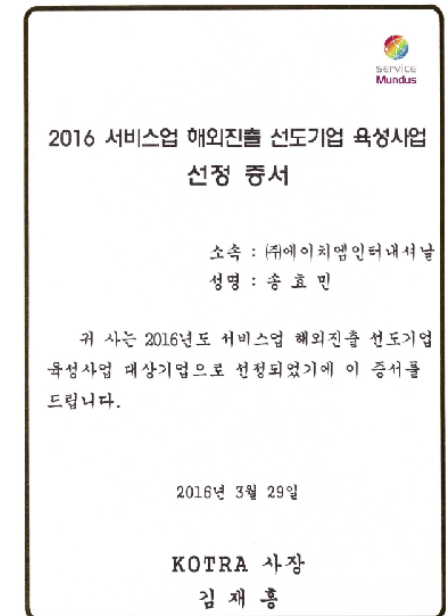 SERVICE
Mundus
2016 서비스업 해외진출 선도기업 육성사업
선정 증서
소속 : ㈜에이치엠인터내셔날
성명 : 송 효 민
귀 사는 2016년도 서비스업 해외진출 선도기업
육성사업 대상기업으로 선정되었기에 이 증서를
드립니다.
2016년 3월 29일
KOTRA 사장
김 재 홍